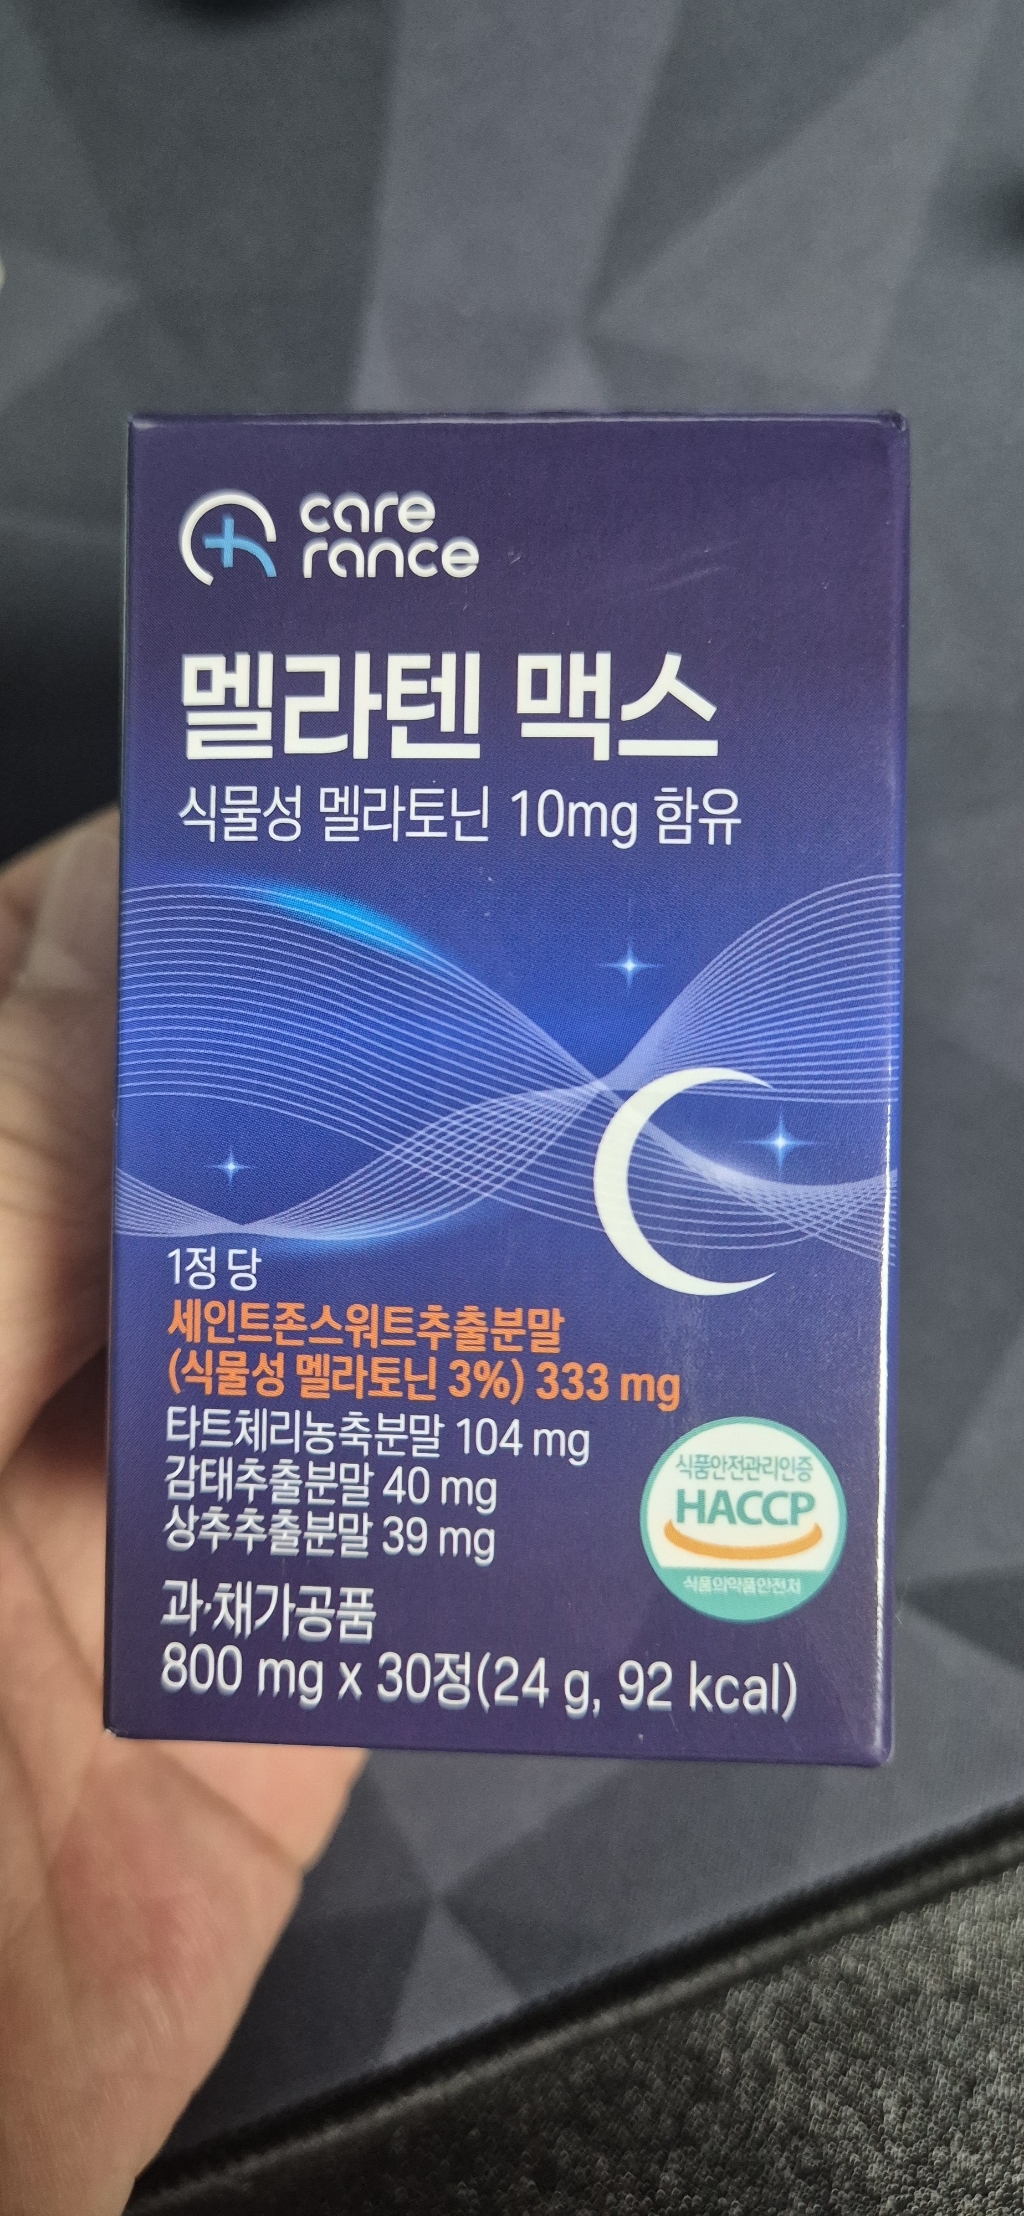 care
rance
멜라텐 맥스
식물성 멜라토닌 10mg 함유
1정 당
세인트존스워트추출분말
(식물성 멜라토닌 3%) 333 mg
타트체리농축분말 104 mg
감태추출분말 40 mg
상추추출분말 39 mg
식품안전관리인증
HACCP
식품의약품안전처
과·채가공품
800 mg x 30정(24 g, 92 kcal)